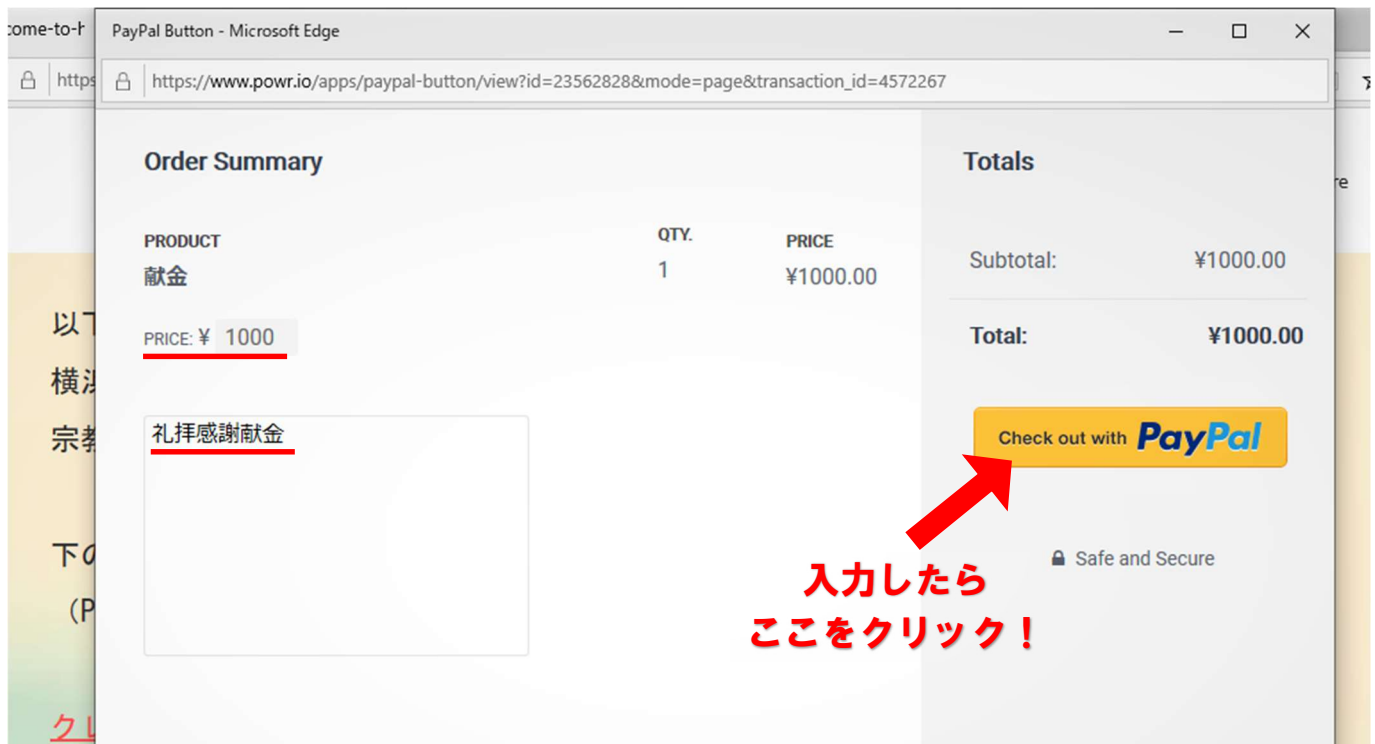 come-to-h
PayPal Button - Microsoft Edge
https
https://www.powr.io/apps/paypal-button/view?id=23562828&mode=page&transaction_id=4572267
Order Summary
Totals
re
PRODUCT
QTY.
PRICE
献金
1
¥1000.00
Subtotal:
¥1000.00
PRICE: ¥ 1000
Total:
¥1000.00
礼拝感謝献金
Check out with PayPal
Safe and Secure
入力したら
ここをクリック！
以下
横浜
宗教
下の
（P
クレ